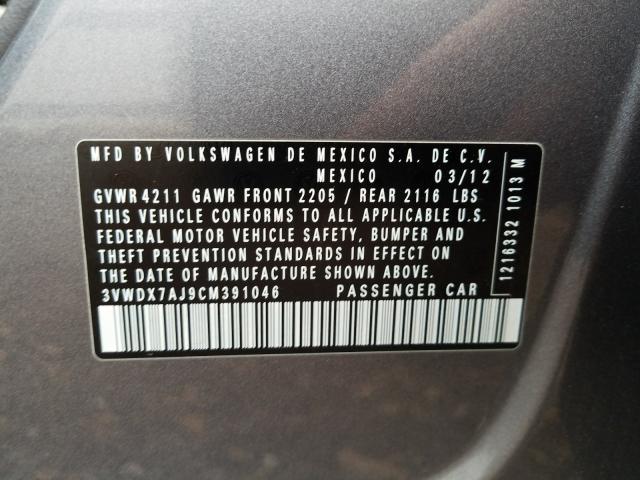 MFD BY VOLKSWAGEN DE MEXICO S.A. DE C.V.
MEXICO 03/12
GVWR 4211 GAWR FRONT 2205 / REAR 2116 LBS
THIS VEHICLE CONFORMS TO ALL APPLICABLE U.S.
FEDERAL MOTOR VEHICLE SAFETY, BUMPER AND
THEFT PREVENTION STANDARDS IN EFFECT ON
THE DATE OF MANUFACTURE SHOWN ABOVE.
3VWDX7AJ9CM391046 PASSENGER CAR
1216332 1013 M